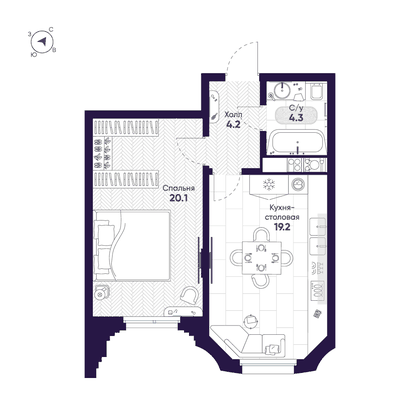 С
З
Ю
В
Холл
4.2
С/у
4.3
Спальня
20.1
Кухня-
столовая
19.2